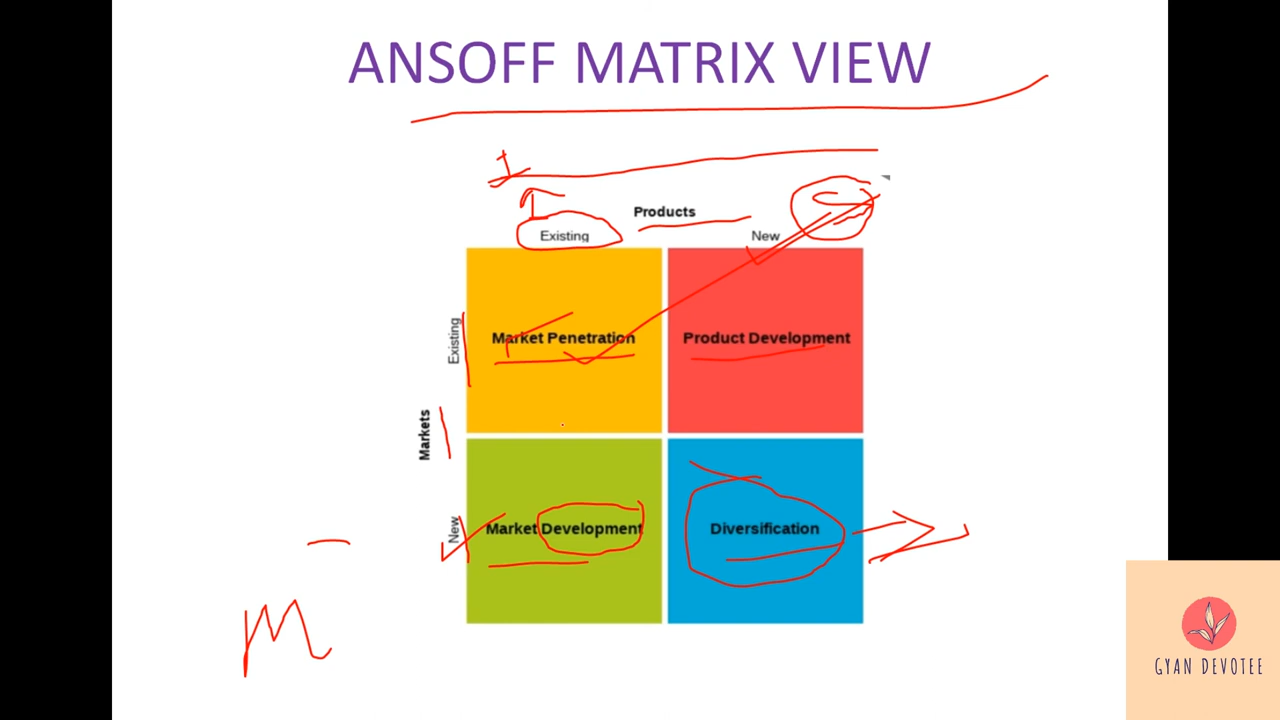 ANSOFF MATRIX VIEW
Products
Existing New
Existing
Market Penetration Product Development
Markets
New
Market Development Diversification
M
GYAN DEVOTEE